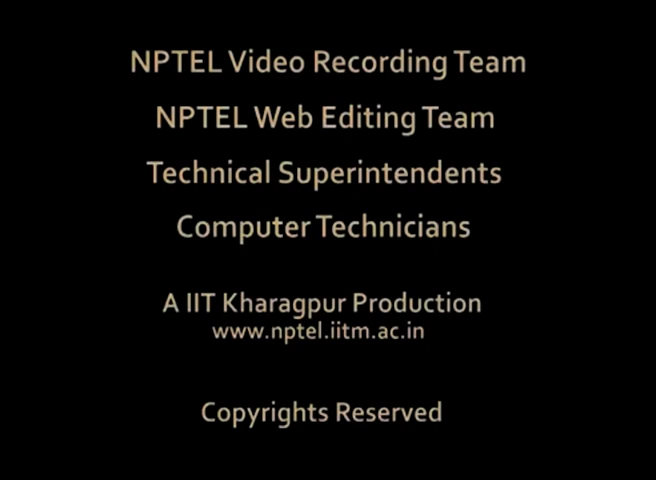 NPTEL Video Recording Team
NPTEL Web Editing Team
Technical Superintendents
Computer Technicians
A IIT Kharagpur Production
www.nptel.iitm.ac.in
Copyrights Reserved